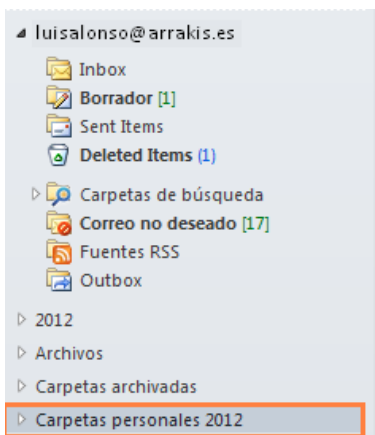 luisalonso@arrakis.es
Inbox
Borrador [1]
Sent Items
Deleted Items (1)
Carpetas de búsqueda
Correo no deseado [17]
Fuentes RSS
Outbox
2012
Archivos
Carpetas archivadas
Carpetas personales 2012